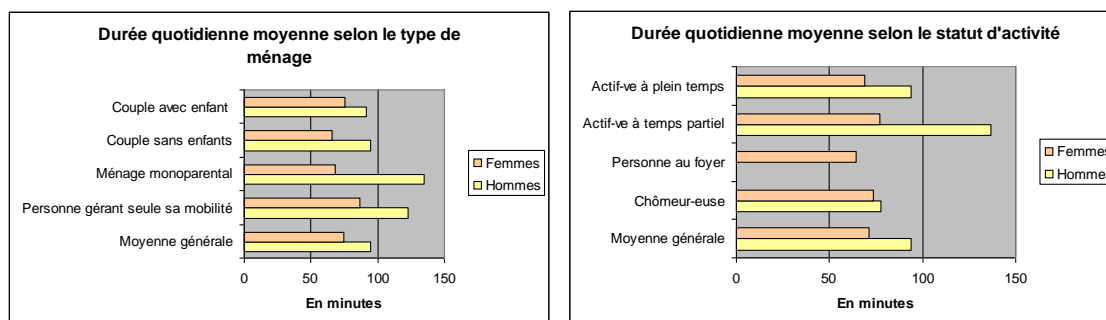 Durée quotidienne moyenne selon le type de
ménage
Couple avec enfant
Couple sans enfants
Ménage monoparental
Personne gérant seule sa mobilité
Moyenne générale
0 50 100 150
En minutes
Femmes
Hommes
Durée quotidienne moyenne selon le statut d'activité
Actif-ve à plein temps
Actif-ve à temps partiel
Personne au foyer
Chômeur-euse
Moyenne générale
0 50 100 150
En minutes
Femmes
Hommes